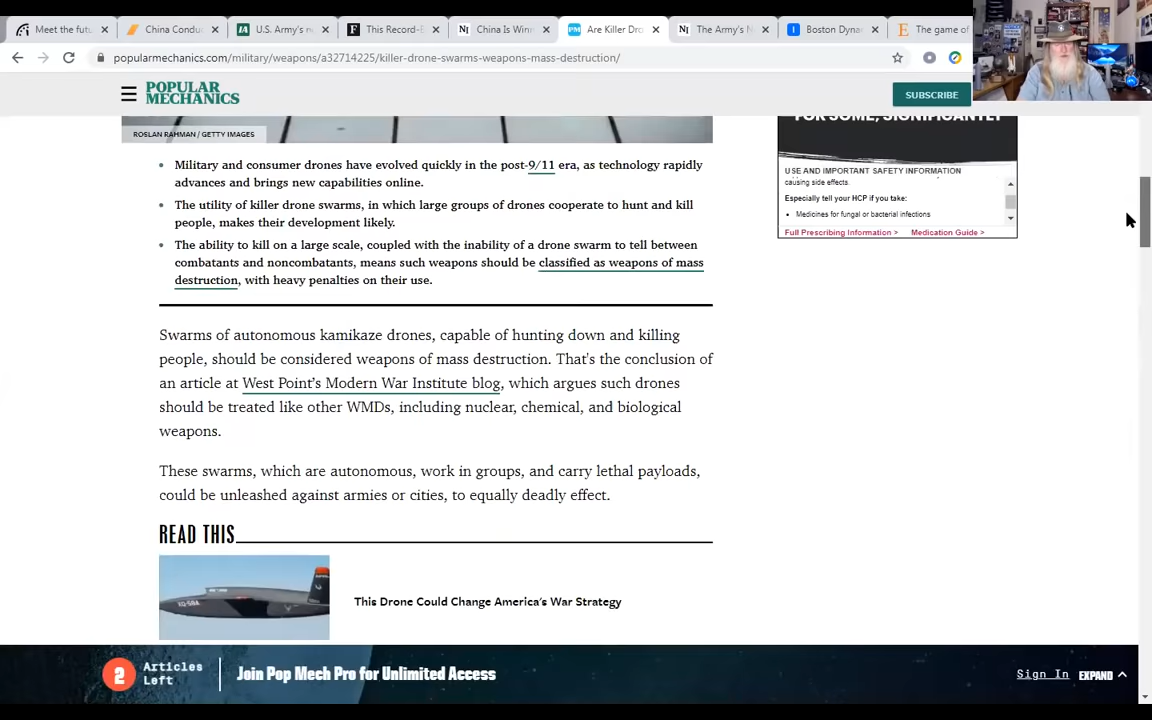 Meet the futu
China Condu
U.S. Army's n
This Record-B
China Is Winn
Are Killer Dro
The Army's M
Boston Dyna
The game of
popularmechanics.com/military/weapons/a32714225/killer-drone-swarms-weapons-mass-destruction/
POPULAR
MECHANICS
SUBSCRIBE
ROSLAN RAHMAN / GETTY IMAGES
Military and consumer drones have evolved quickly in the post-9/11 era, as technology rapidly
advances and brings new capabilities online.
The utility of killer drone swarms, in which large groups of drones cooperate to hunt and kill
people, makes their development likely.
The ability to kill on a large scale, coupled with the inability of a drone swarm to tell between
combatants and noncombatants, means such weapons should be classified as weapons of mass
destruction, with heavy penalties on their use.
Swarms of autonomous kamikaze drones, capable of hunting down and killing
people, should be considered weapons of mass destruction. That's the conclusion of
an article at West Point's Modern War Institute blog, which argues such drones
should be treated like other WMDs, including nuclear, chemical, and biological
weapons.
These swarms, which are autonomous, work in groups, and carry lethal payloads,
could be unleashed against armies or cities, to equally deadly effect.
READ THIS
This Drone Could Change America's War Strategy
FOR SOME, SIGNIFICANTLY
USE AND IMPORTANT SAFETY INFORMATION
causing side effects.
Especially tell your HCP if you take:
• Medicines for fungal or bacterial infections
Full Prescribing Information >
Medication Guide >
2
Articles
Left
Join Pop Mech Pro for Unlimited Access
Sign In
EXPAND